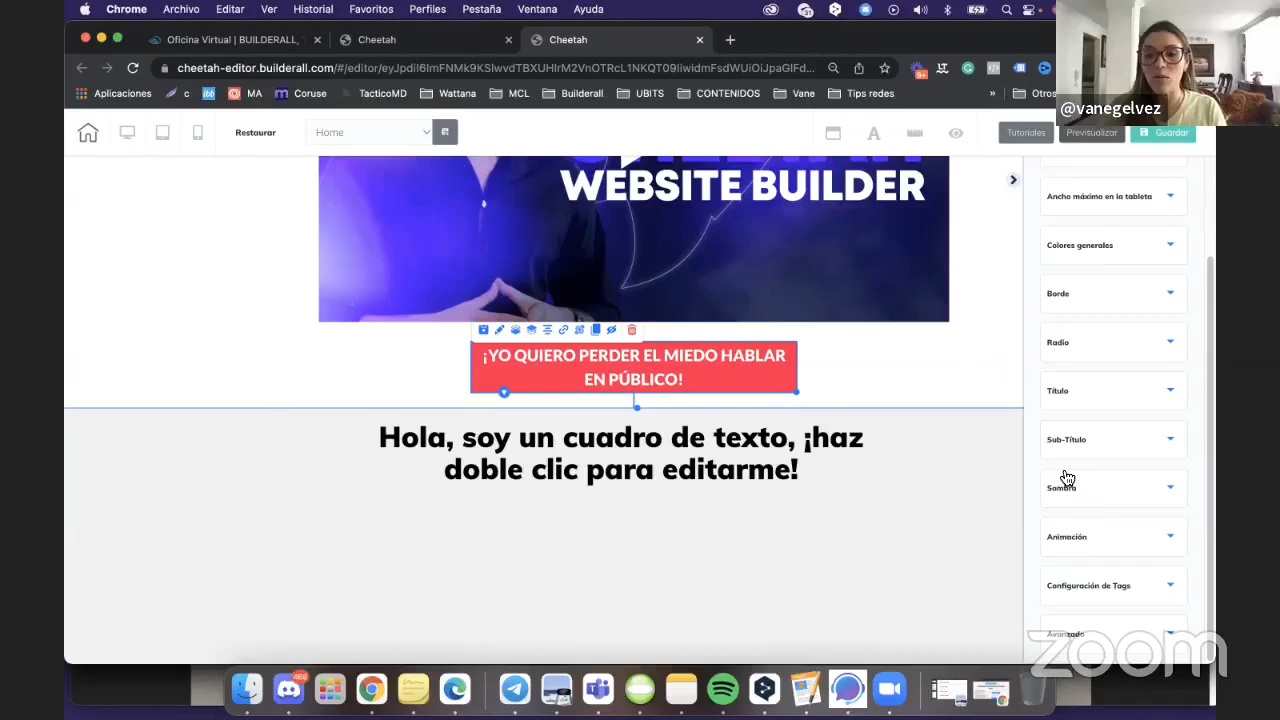 Chrome Archivo Editar Ver Historial Favoritos Perfiles Pestaña Ventana Ayuda
@vanegelvez
Oficina Virtual | BUILDERALL, Cheetah Cheetah
cheetah-editor.builderall.com/#/editor/
Aplicaciones c MA Coruse TacticoMD Watsica MCL Builderall UBITS CONTENIDOS Vane Tips redes » Otros
Restaurar Home Tutoriales Previsualizar Guardar
WEBSITE BUILDER
Ancho máximo en la tableta
Colores generales
Borde
Radio
¡YO QUIERO PERDER EL MIEDO HABLAR
EN PÚBLICO!
Título
Hola, soy un cuadro de texto, ¡haz
doble clic para editarme!
Sub-Título
Sombra
Animación
Configuración de Tags
Avanzado
zoom
468